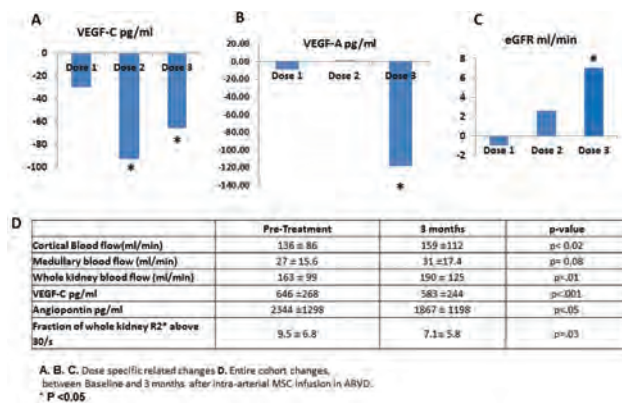 A
VEGF-C pg/ml
0
-20
-40
-60
-80
-100
Dose 1
Dose 2
Dose 3
*
*
B
VEGF-A pg/ml
20.00
0.00
20.00
40.00
60.00
80.00
-100.00
-120.00
-140.00
Dose 1
Dose 2
Dose 3
*
C
eGFR ml/min
8
6
4
2
0
-2
Dose 1
Dose 2
Dose 3
*
D
Pre-Treatment 3 months p-value
Cortical Blood flow(ml/min) 136 ± 86 159 ±112 p< 0.02
Medullary blood flow (ml/min) 27 ± 15.6 31 ±17.4 p= 0.08
Whole kidney blood flow (ml/min) 163 ± 99 190 ± 125 p<.01
VEGF-C pg/ml 646 ±268 583 ±244 p<.001
Angiopontin pg/ml 2344 ±1298 1867 ± 1198 p<.05
Fraction of whole kidney R2* above
30/s 9.5 ± 6.8 7.1± 5.8 p=.03
A. B. C. Dose specific related changes D. Entire cohort changes,
between Baseline and 3 months after intra-arterial MSC infusion in ARVD.
* P <0.05